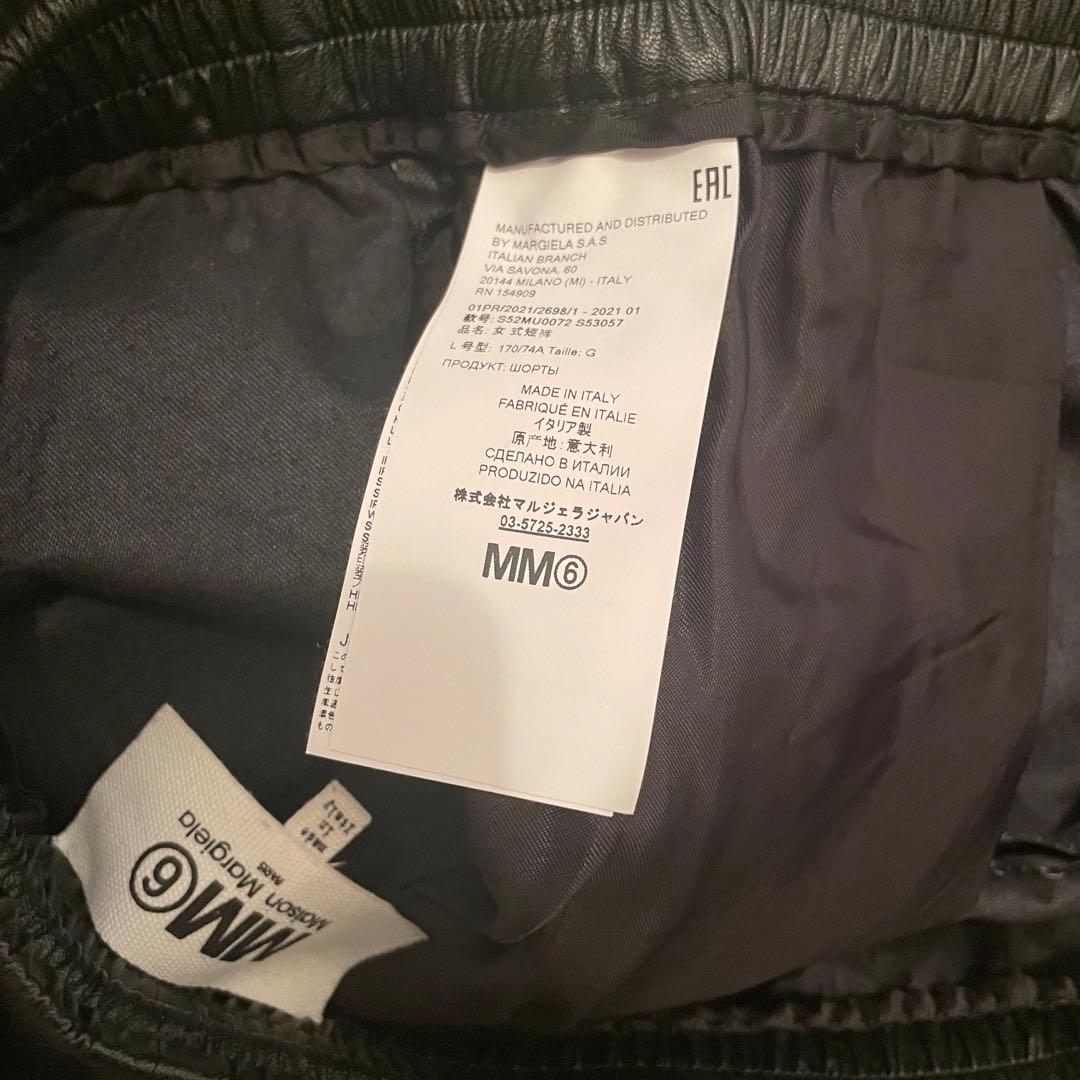 EAC
MANUFACTURED AND DISTRIBUTED
BY MARGIELA S.A.S.
ITALIAN BRANCH
VIA SAVONA, 60
20144 MILANO (MI) - ITALY
RN 154909
01PR/2021/2698/1 - 2021 01
款号: S52MU0072 S53057
品名: 女式短裤
L 号型: 170/74A Taille: G
ПРОДУКТ: ШОРТЫ
MADE IN ITALY
FABRIQUÉ EN ITALIE
イタリア製
原产地: 意大利
СДЕЛАНО В ИТАЛИИ
PRODUZIDO NA ITALIA
株式会社マルジェラジャパン
03-5725-2333
MM⑥
MM⑥
Maison Margiela
PARIS
made
in
Italy